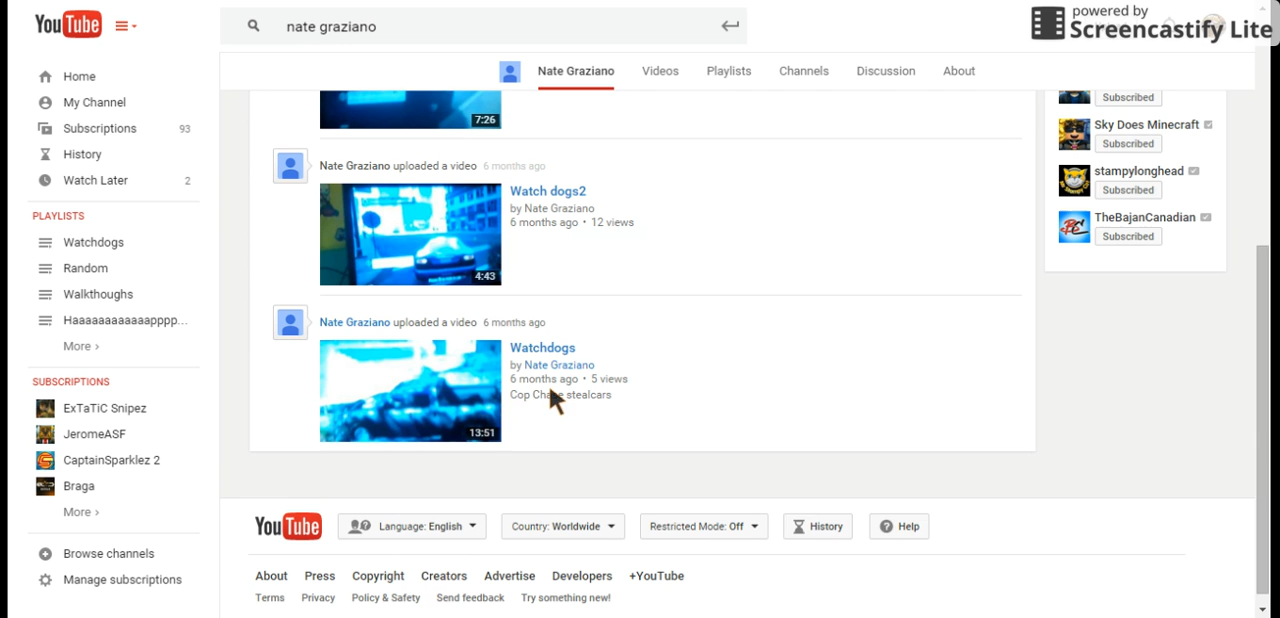 YouTube
nate graziano
powered by
Screencastify Lite
Nate Graziano Videos Playlists Channels Discussion About
Home
My Channel
Subscriptions 93
History
Watch Later 2
PLAYLISTS
Watchdogs
Random
Walkthoughs
Haaaaaaaaaaaapppp...
More ›
SUBSCRIPTIONS
ExTaTiC Snipez
JeromeASF
CaptainSparklez 2
Braga
More ›
Browse channels
Manage subscriptions
7:26
Nate Graziano uploaded a video 6 months ago
Watch dogs2
by Nate Graziano
6 months ago • 12 views
4:43
Nate Graziano uploaded a video 6 months ago
Watchdogs
by Nate Graziano
6 months ago • 5 views
Cop Chase stealcars
13:51
Subscribed
Sky Does Minecraft
Subscribed
stampylonghead
Subscribed
TheBajanCanadian
Subscribed
YouTube Language: English Country: Worldwide Restricted Mode: Off History Help
About Press Copyright Creators Advertise Developers +YouTube
Terms Privacy Policy & Safety Send feedback Try something new!